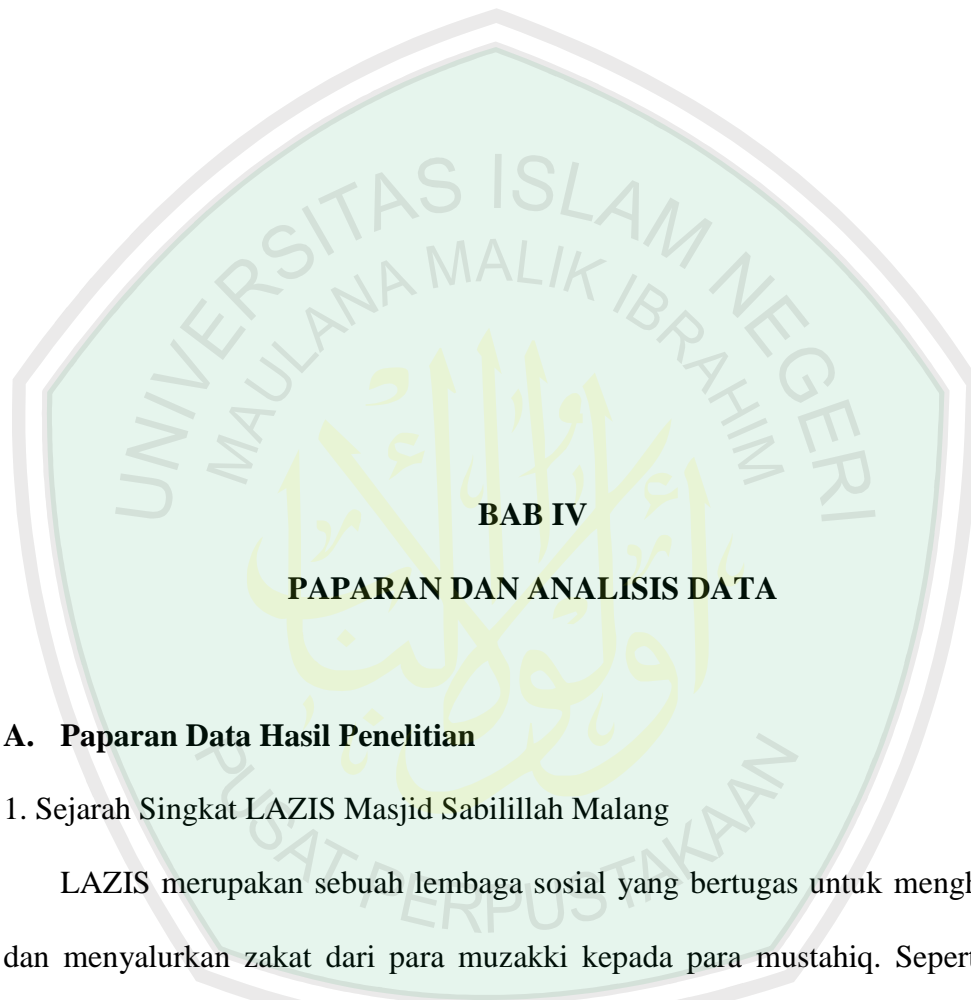 UNIVERSITAS ISLAM NEGERI
MAULANA MALIK IBRAHIM
BAB IV
PAPARAN DAN ANALISIS DATA
A. Paparan Data Hasil Penelitian
1. Sejarah Singkat LAZIS Masjid Sabilillah Malang
LAZIS merupakan sebuah lembaga sosial yang bertugas untuk
dan menyalurkan zakat dari para muzakki kepada para mustahiq.
PUSAT PERPUSTAKAAN